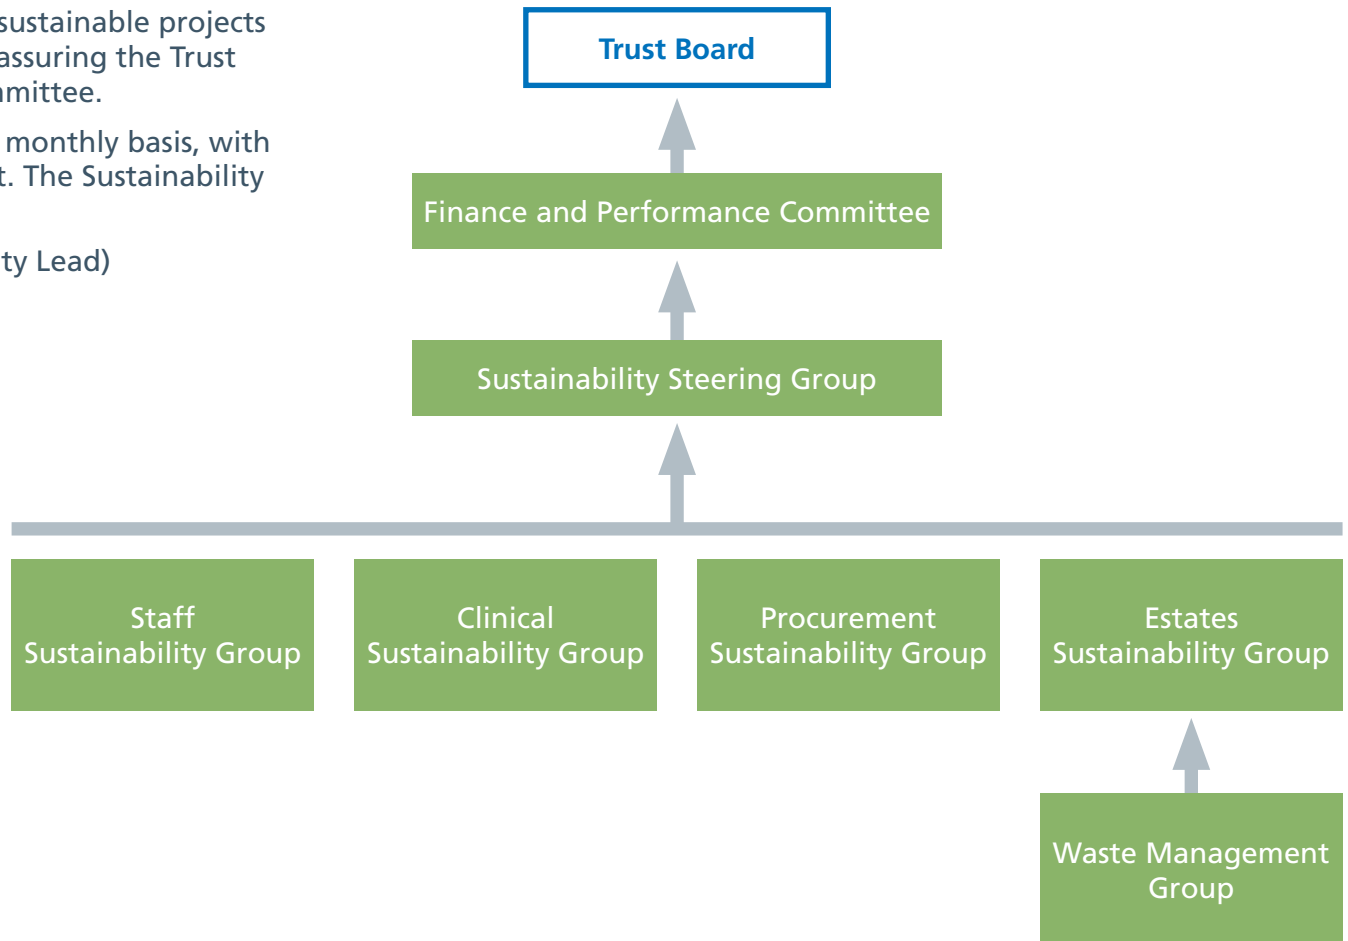 sustainable projects
assuring the Trust
mmittee.
monthly basis, with
t. The Sustainability
ty Lead)
Trust Board
Finance and Performance Committee
Sustainability Steering Group
Staff
Sustainability Group
Clinical
Sustainability Group
Procurement
Sustainability Group
Estates
Sustainability Group
Waste Management
Group